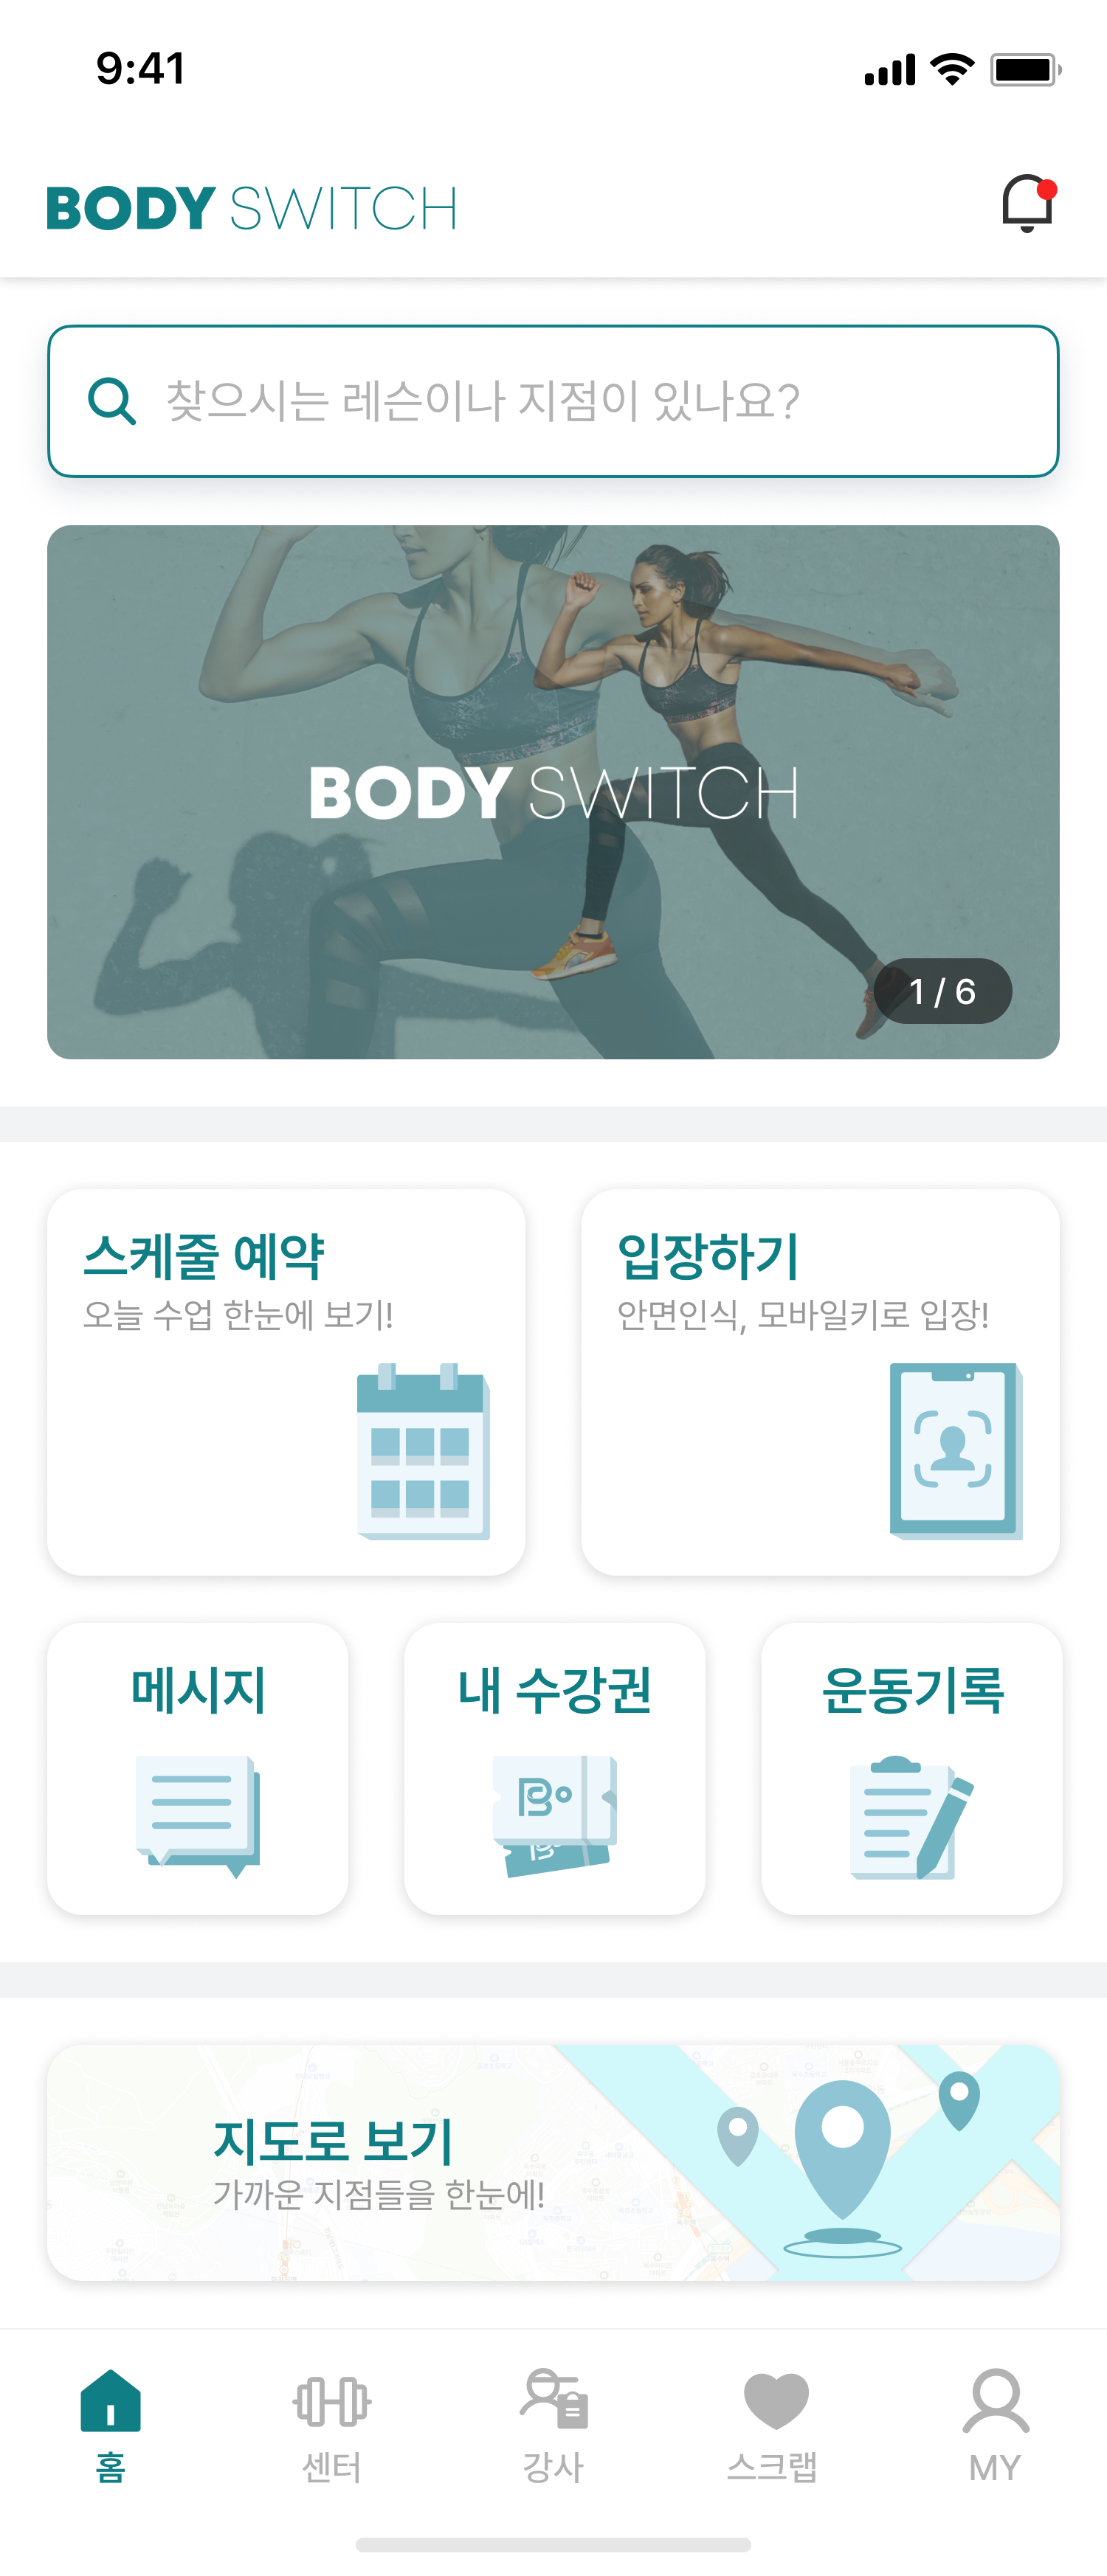 9:41
BODY SWITCH
찾으시는 레슨이나 지점이 있나요?
BODY SWITCH
1 / 6
스케줄 예약
오늘 수업 한눈에 보기!
입장하기
안면인식, 모바일키로 입장!
메시지
내 수강권
운동기록
지도로 보기
가까운 지점들을 한눈에!
홈
센터
강사
스크랩
MY